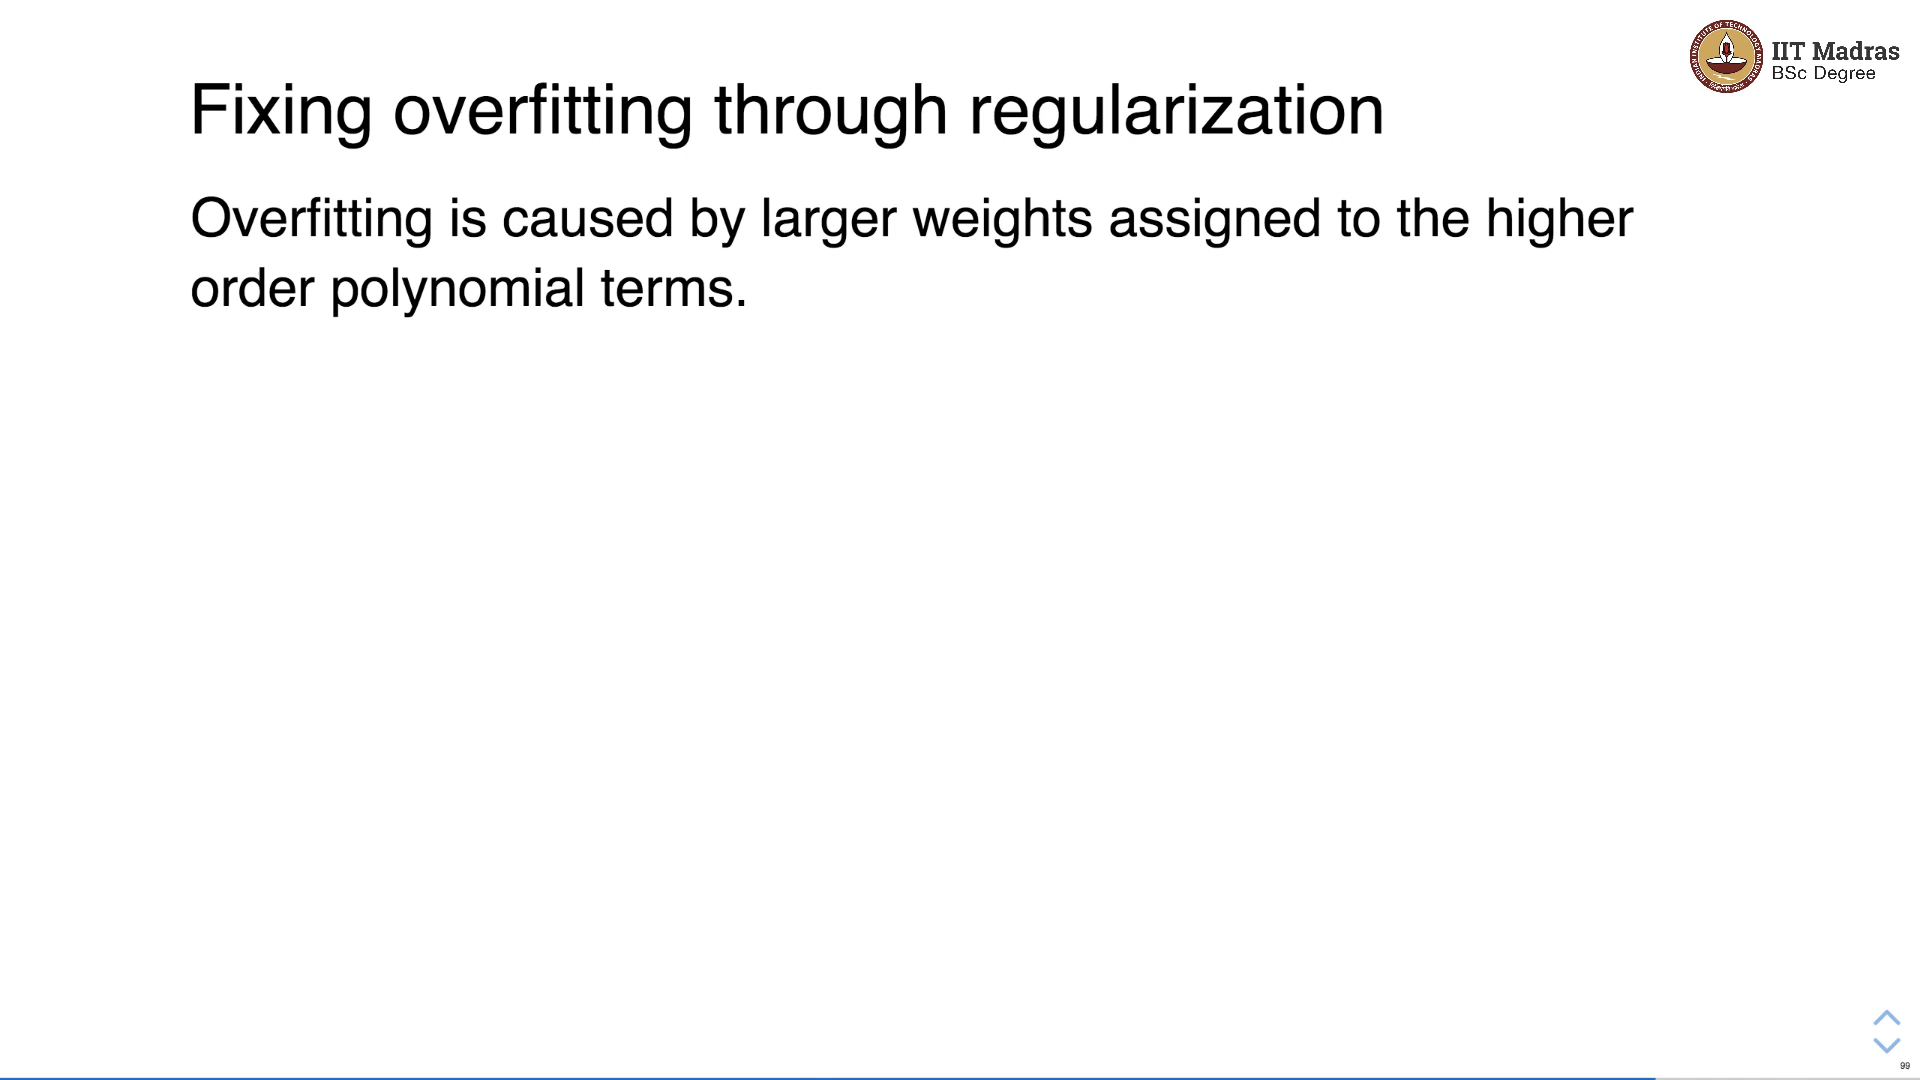 IIT Madras
BSc Degree
Fixing overfitting through regularization
Overfitting is caused by larger weights assigned to the higher
order polynomial terms.
99